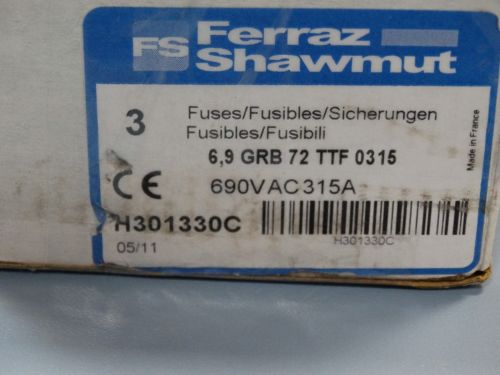 FS Ferraz
Shawmut
3
Fuses/Fusibles/Sicherungen
Fusibles/Fusibili
6,9 GRB 72 TTF 0315
CE
690VAC315A
H301330C
05/11
H301330C
Made in France